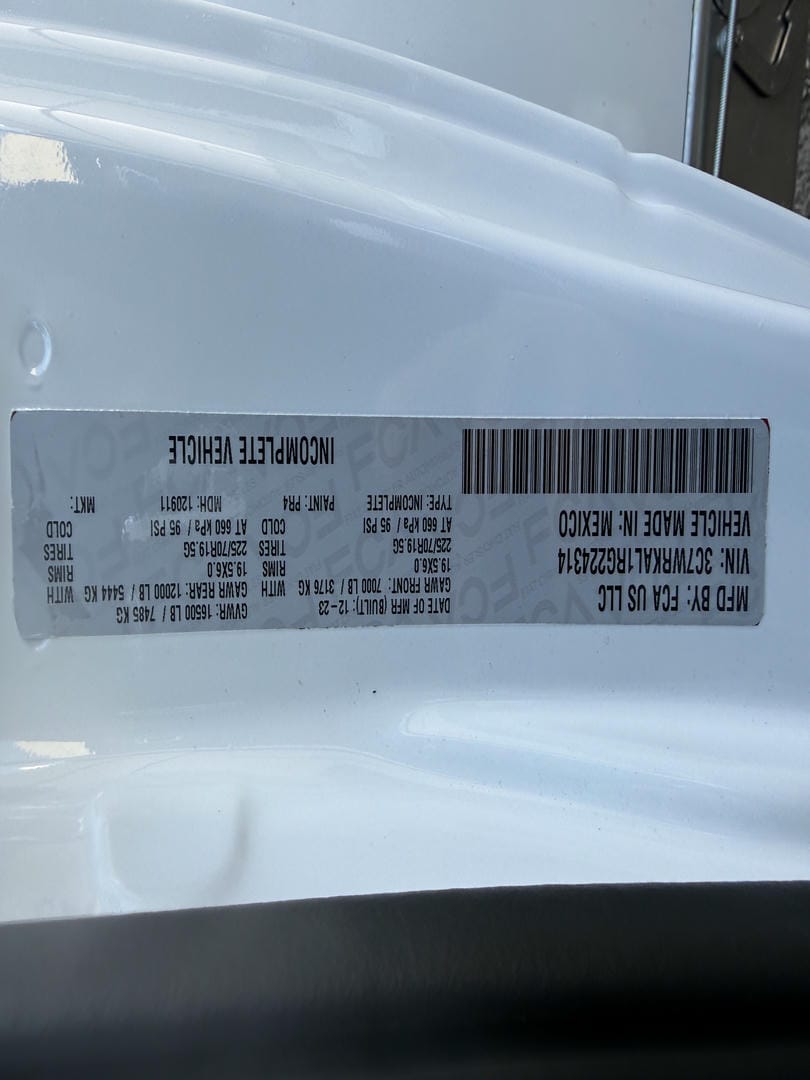 MFD BY: FCA US LLC
DATE OF MFR (BUILT): 12-23
GVWR: 16500 LB / 7485 KG
GAWR FRONT: 7000 LB / 3176 KG WITH
GAWR REAR: 12000 LB / 5444 KG WITH
19.5X6.0 RIMS
19.5X6.0 RIMS
225/70R19.5G TIRES
225/70R19.5G TIRES
AT 660 kPa / 95 PSI COLD
AT 660 kPa / 95 PSI COLD
VIN: 3C7WRKAL1RG224314
VEHICLE MADE IN: MEXICO
TYPE: INCOMPLETE
PAINT: PR4
MDH: 120911
MKT:
INCOMPLETE VEHICLE
FCA